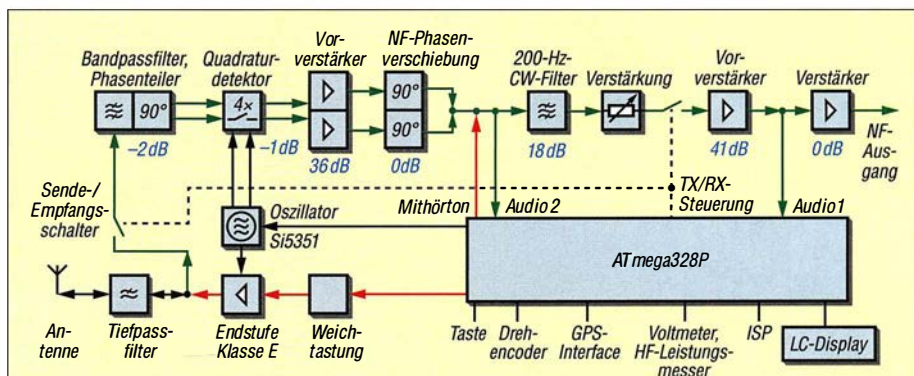 Bandpassfilter,
Phasenteiler
Quadratur-
detektor
Vor-
verstärker
NF-Phasen-
verschiebung
200-Hz-
CW-Filter
Verstärkung
Vor-
verstärker
Verstärker
90°
4×
90°
90°
–2dB
–1dB
36dB
0dB
18dB
41dB
0dB
NF-
Aus-
gang
Sende-/
Empfangs-
schalter
Oszillator
Si5351
Mithörton
Audio2
TX/RX-
Steuerung
Audio1
ATmega328P
An-
tenne
Tiefpass-
filter
Endstufe
Klasse E
Weich-
tastung
Taste
Dreh-
encoder
GPS-
Interface
Voltmeter,
HF-Leistungs-
messer
ISP
LC-Display